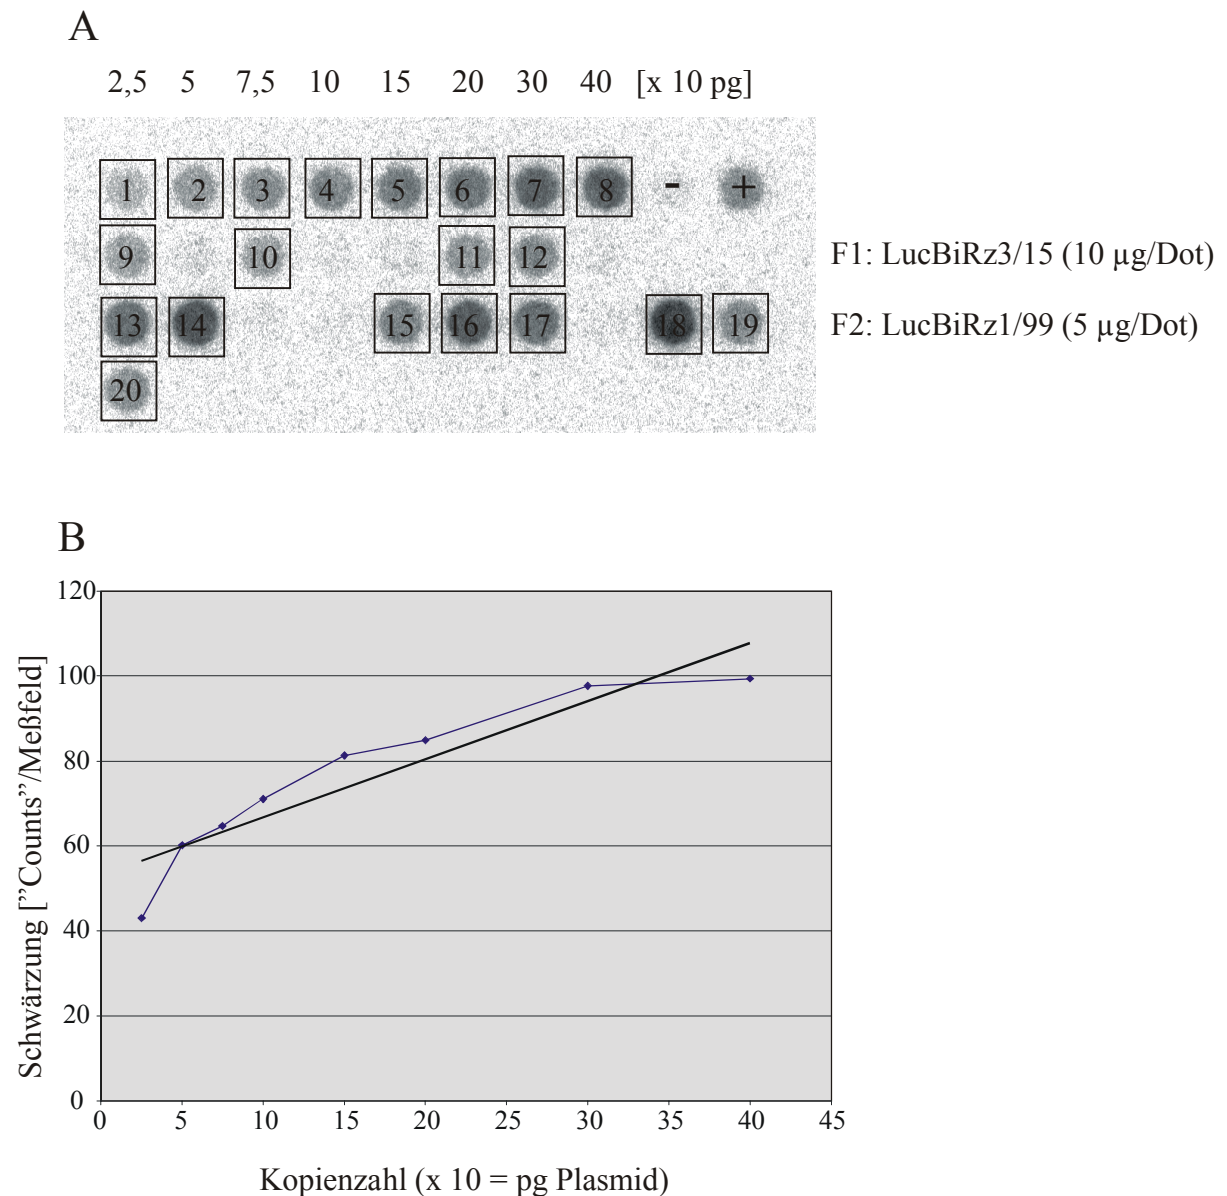 A
2,5 5 7,5 10 15 20 30 40 [x 10 pg]
1 2 3 4 5 6 7 8 - +
9 10 11 12 F1: LucBiRz3/15 (10 µg/Dot)
13 14 15 16 17 18 19 F2: LucBiRz1/99 (5 µg/Dot)
20
B
120
100
80
60
40
20
0
Schwärzung [”Counts”/Meßfeld]
0 5 10 15 20 25 30 35 40 45
Kopienzahl (x 10 = pg Plasmid)